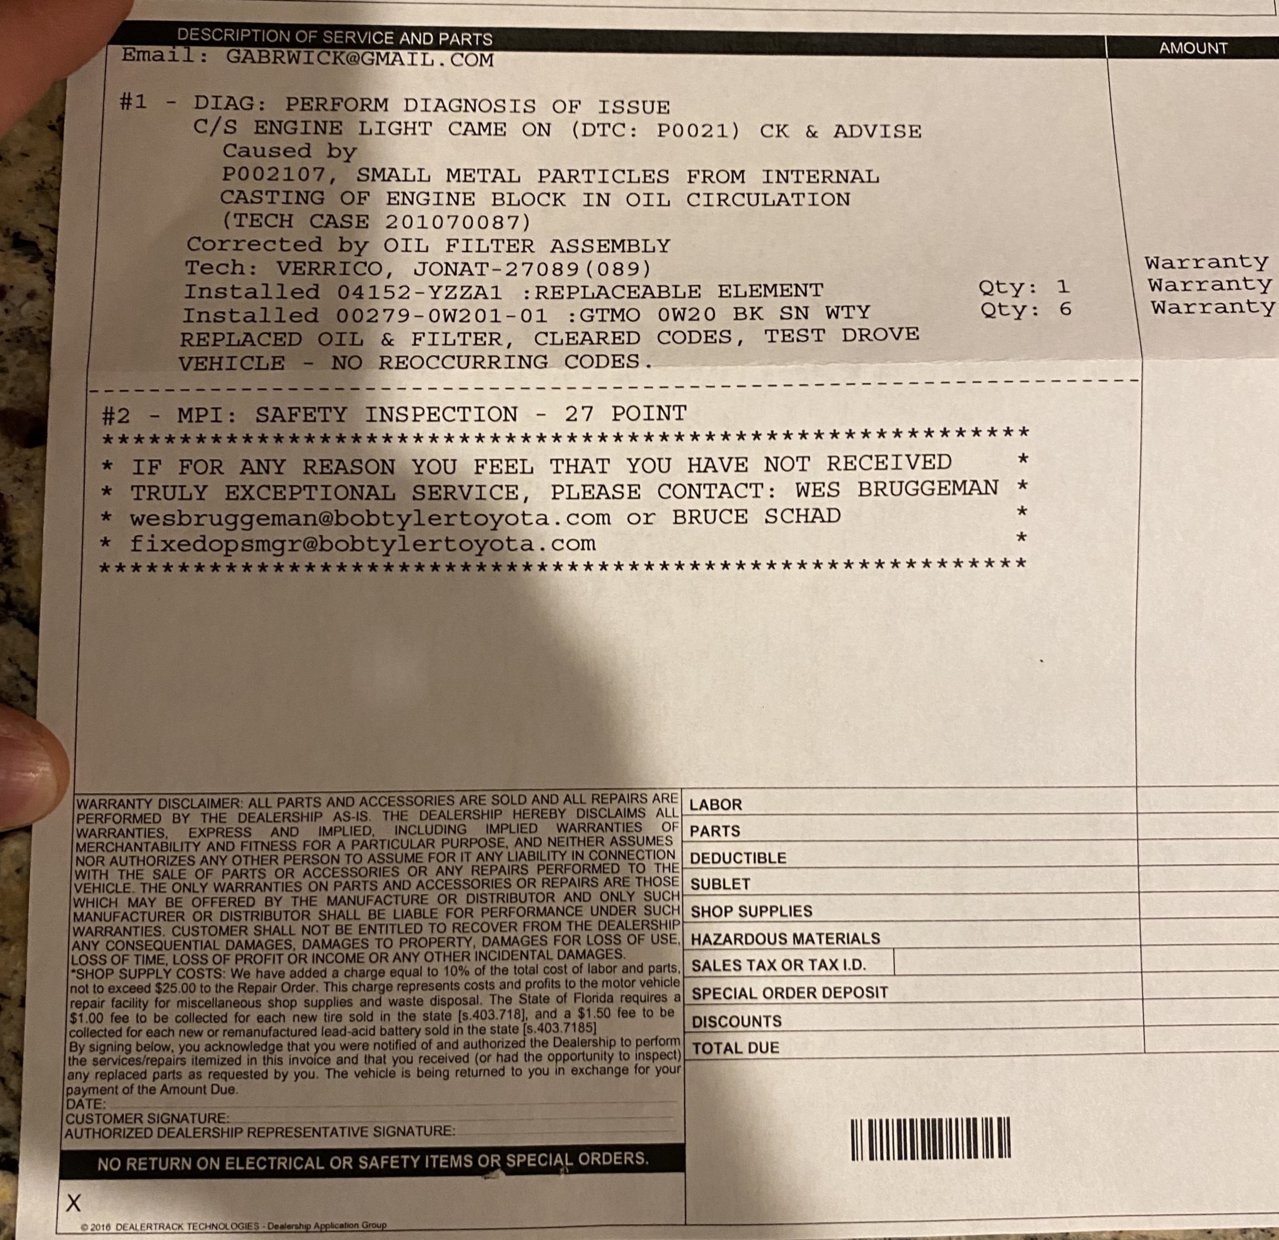 DESCRIPTION OF SERVICE AND PARTS AMOUNT
Email: GABRWICK@GMAIL.COM
#1 - DIAG: PERFORM DIAGNOSIS OF ISSUE
C/S ENGINE LIGHT CAME ON (DTC: P0021) CK & ADVISE
Caused by
P002107, SMALL METAL PARTICLES FROM INTERNAL
CASTING OF ENGINE BLOCK IN OIL CIRCULATION
(TECH CASE 201070087)
Corrected by OIL FILTER ASSEMBLY
Tech: VERRICO, JONAT-27089(089) Warranty
Installed 04152-YZZA1 :REPLACEABLE ELEMENT Qty: 1 Warranty
Installed 00279-0W201-01 :GTMO 0W20 BK SN WTY Qty: 6 Warranty
REPLACED OIL & FILTER, CLEARED CODES, TEST DROVE
VEHICLE - NO REOCCURRING CODES.
#2 - MPI: SAFETY INSPECTION - 27 POINT
************************************************************
* IF FOR ANY REASON YOU FEEL THAT YOU HAVE NOT RECEIVED *
* TRULY EXCEPTIONAL SERVICE, PLEASE CONTACT: WES BRUGGEMAN *
* wesbruggeman@bobtylertoyota.com or BRUCE SCHAD *
* fixedopsmgr@bobtylertoyota.com *
************************************************************
WARRANTY DISCLAIMER: ALL PARTS AND ACCESSORIES ARE SOLD AND ALL REPAIRS ARE
PERFORMED BY THE DEALERSHIP AS-IS. THE DEALERSHIP HEREBY DISCLAIMS ALL
WARRANTIES, EXPRESS AND IMPLIED, INCLUDING IMPLIED WARRANTIES OF
MERCHANTABILITY AND FITNESS FOR A PARTICULAR PURPOSE, AND NEITHER ASSUMES
NOR AUTHORIZES ANY OTHER PERSON TO ASSUME FOR IT ANY LIABILITY IN CONNECTION
WITH THE SALE OF PARTS OR ACCESSORIES OR ANY REPAIRS PERFORMED TO THE
VEHICLE. THE ONLY WARRANTIES ON PARTS AND ACCESSORIES OR REPAIRS ARE THOSE
WHICH MAY BE OFFERED BY THE MANUFACTURE OR DISTRIBUTOR AND ONLY SUCH
MANUFACTURER OR DISTRIBUTOR SHALL BE LIABLE FOR PERFORMANCE UNDER SUCH
WARRANTIES. CUSTOMER SHALL NOT BE ENTITLED TO RECOVER FROM THE DEALERSHIP
ANY CONSEQUENTIAL DAMAGES, DAMAGES TO PROPERTY, DAMAGES FOR LOSS OF USE,
LOSS OF TIME, LOSS OF PROFIT OR INCOME OR ANY OTHER INCIDENTAL DAMAGES.
*SHOP SUPPLY COSTS: We have added a charge equal to 10% of the total cost of labor and parts,
not to exceed $25.00 to the Repair Order. This charge represents costs and profits to the motor vehicle
repair facility for miscellaneous shop supplies and waste disposal. The State of Florida requires a
$1.00 fee to be collected for each new tire sold in the state [s.403.718], and a $1.50 fee to be
collected for each new or remanufactured lead-acid battery sold in the state [s.403.7185]
By signing below, you acknowledge that you were notified of and authorized the Dealership to perform
the services/repairs itemized in this invoice and that you received (or had the opportunity to inspect)
any replaced parts as requested by you. The vehicle is being returned to you in exchange for your
payment of the Amount Due.
DATE:
CUSTOMER SIGNATURE:
AUTHORIZED DEALERSHIP REPRESENTATIVE SIGNATURE:
NO RETURN ON ELECTRICAL OR SAFETY ITEMS OR SPECIAL ORDERS.
X
© 2016 DEALERTRACK TECHNOLOGIES - Dealership Application Group
LABOR
PARTS
DEDUCTIBLE
SUBLET
SHOP SUPPLIES
HAZARDOUS MATERIALS
SALES TAX OR TAX I.D.
SPECIAL ORDER DEPOSIT
DISCOUNTS
TOTAL DUE